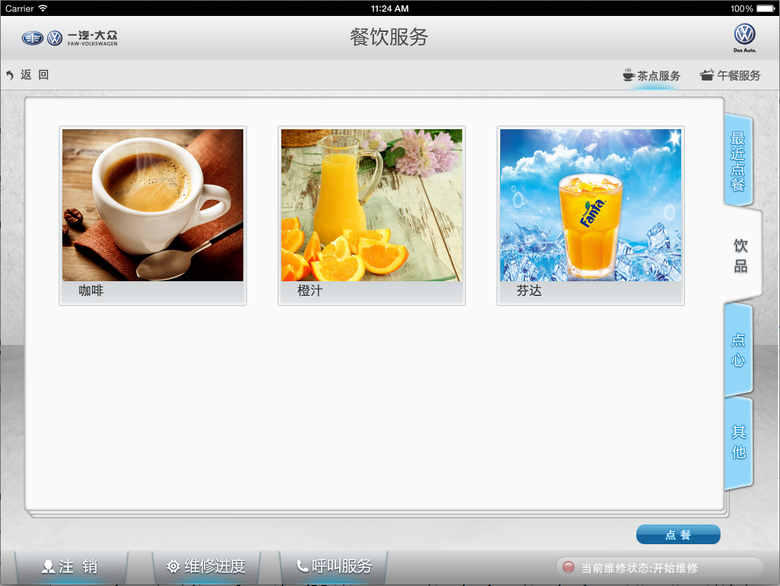 Carrier 11:24 AM 100%
一汽-大众
FAW-VOLKSWAGEN
餐饮服务
Das Auto.
返 回
茶点服务 午餐服务
最近点餐
饮品
点心
其他
Fanta
咖啡 橙汁 芬达
点 餐
注 销 维修进度 呼叫服务 当前维修状态:开始维修